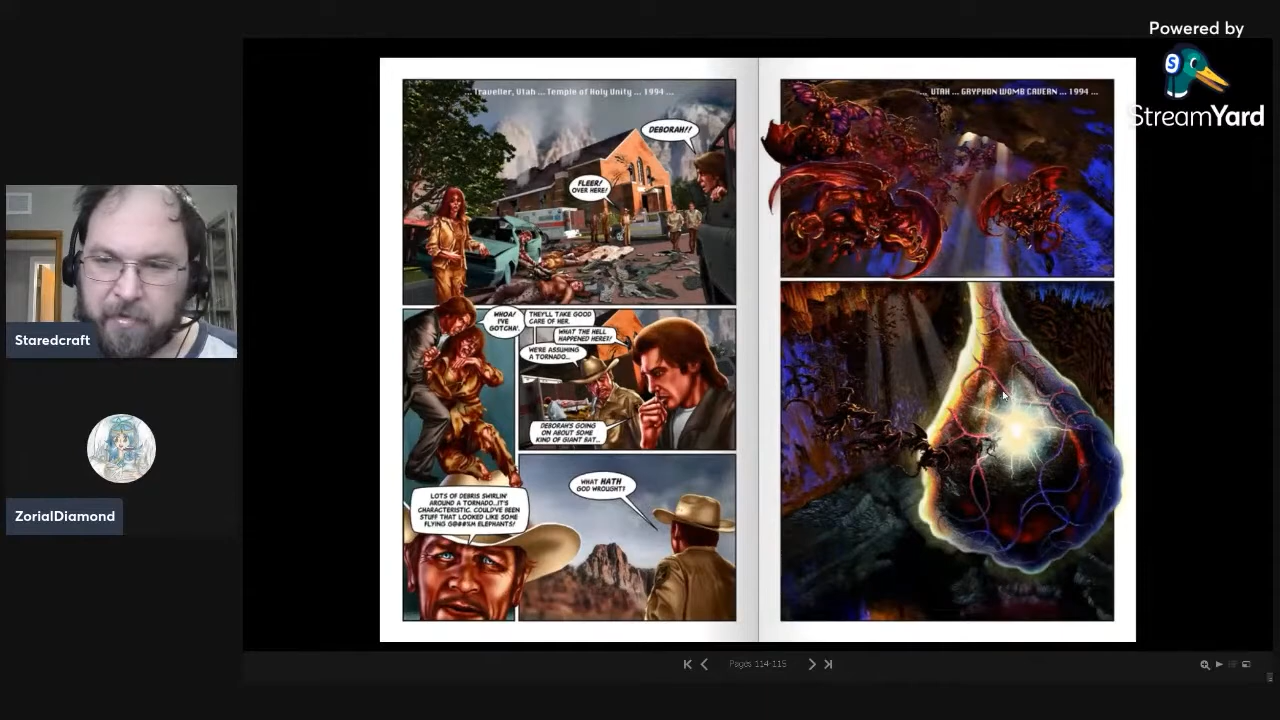 Powered by
StreamYard
Staredcraft
ZorialDiamond
... Traveller, Utah ... Temple of Holy Unity ... 1994 ...
DEBORAH!!
FLEER!
OVER HERE!
WHOA!
I'VE
GOTCHA'.
THEY'LL TAKE GOOD
CARE OF HER.
WHAT THE HELL
HAPPENED HERE?!
WE'RE ASSUMING
A TORNADO...
DEBORAH'S GOING
ON ABOUT SOME
KIND OF GIANT BAT...
LOTS OF DEBRIS SWIRLIN'
AROUND A TORNADO...IT'S
CHARACTERISTIC. COULD'VE BEEN
STUFF THAT LOOKED LIKE SOME
FLYING G@##%M ELEPHANTS!
WHAT HATH
GOD WROUGHT?
... UTAH ... GRYPHON WOMB CAVERN ... 1994 ...
Pages 114-115